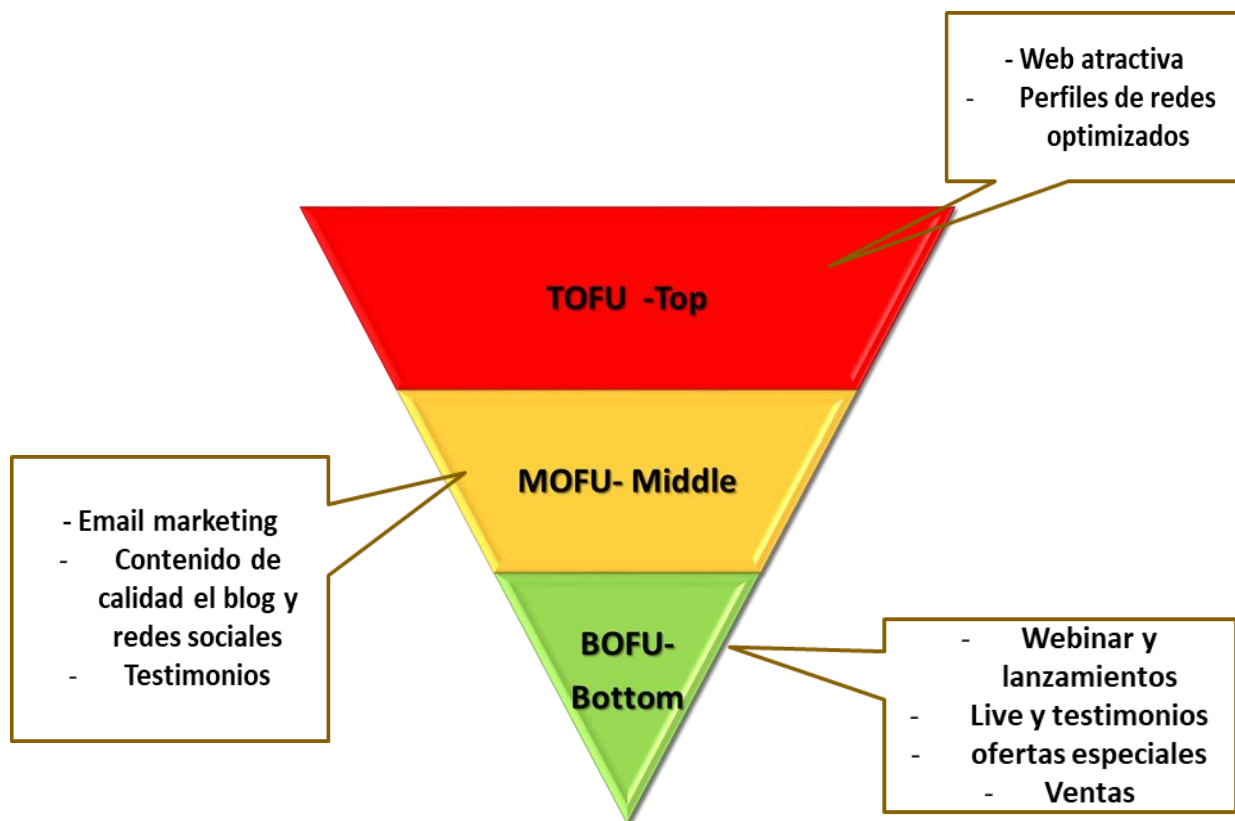 - Web atractiva
- Perfiles de redes
optimizados
TOFU -Top
MOFU- Middle
- Email marketing
- Contenido de
calidad el blog y
redes sociales
- Testimonios
BOFU-
Bottom
- Webinar y
lanzamientos
- Live y testimonios
- ofertas especiales
- Ventas